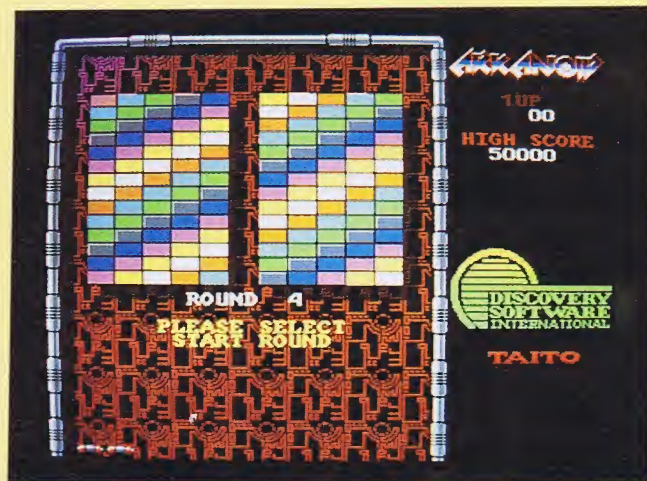 ARKANOID
1UP
00
HIGH SCORE
50000
ROUND 4
PLEASE SELECT
START ROUND
DISCOVERY
SOFTWARE
INTERNATIONAL
TAITO